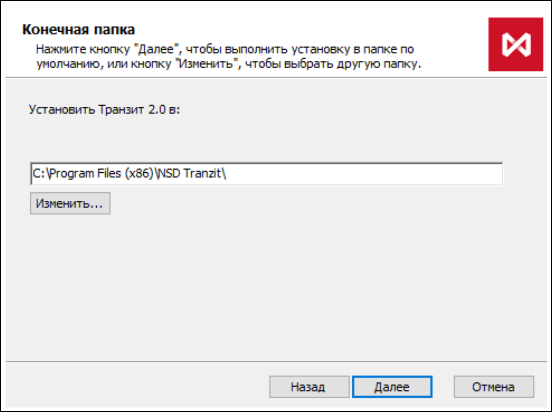 Конечная папка
Нажмите кнопку "Далее", чтобы выполнить установку в папке по
умолчанию, или кнопку "Изменить", чтобы выбрать другую папку.
Установить Транзит 2.0 в:
C:\Program Files (x86)\NSD Tranzit\
Изменить...
Назад
Далее
Отмена